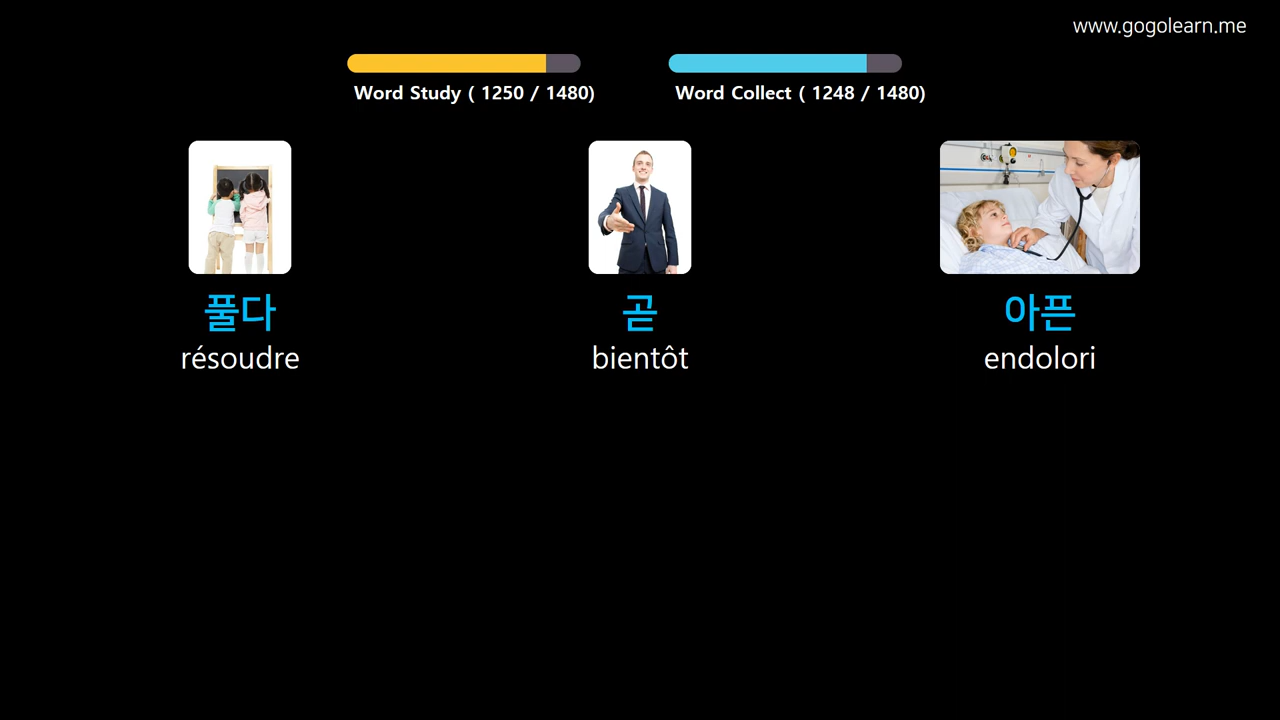 www.gogolearn.me
Word Study ( 1250 / 1480)
Word Collect ( 1248 / 1480)
풀다
résoudre
곧
bientôt
아픈
endolori